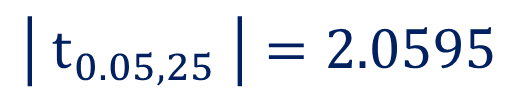 | t₀.₀₅,₂₅ | = 2.0595